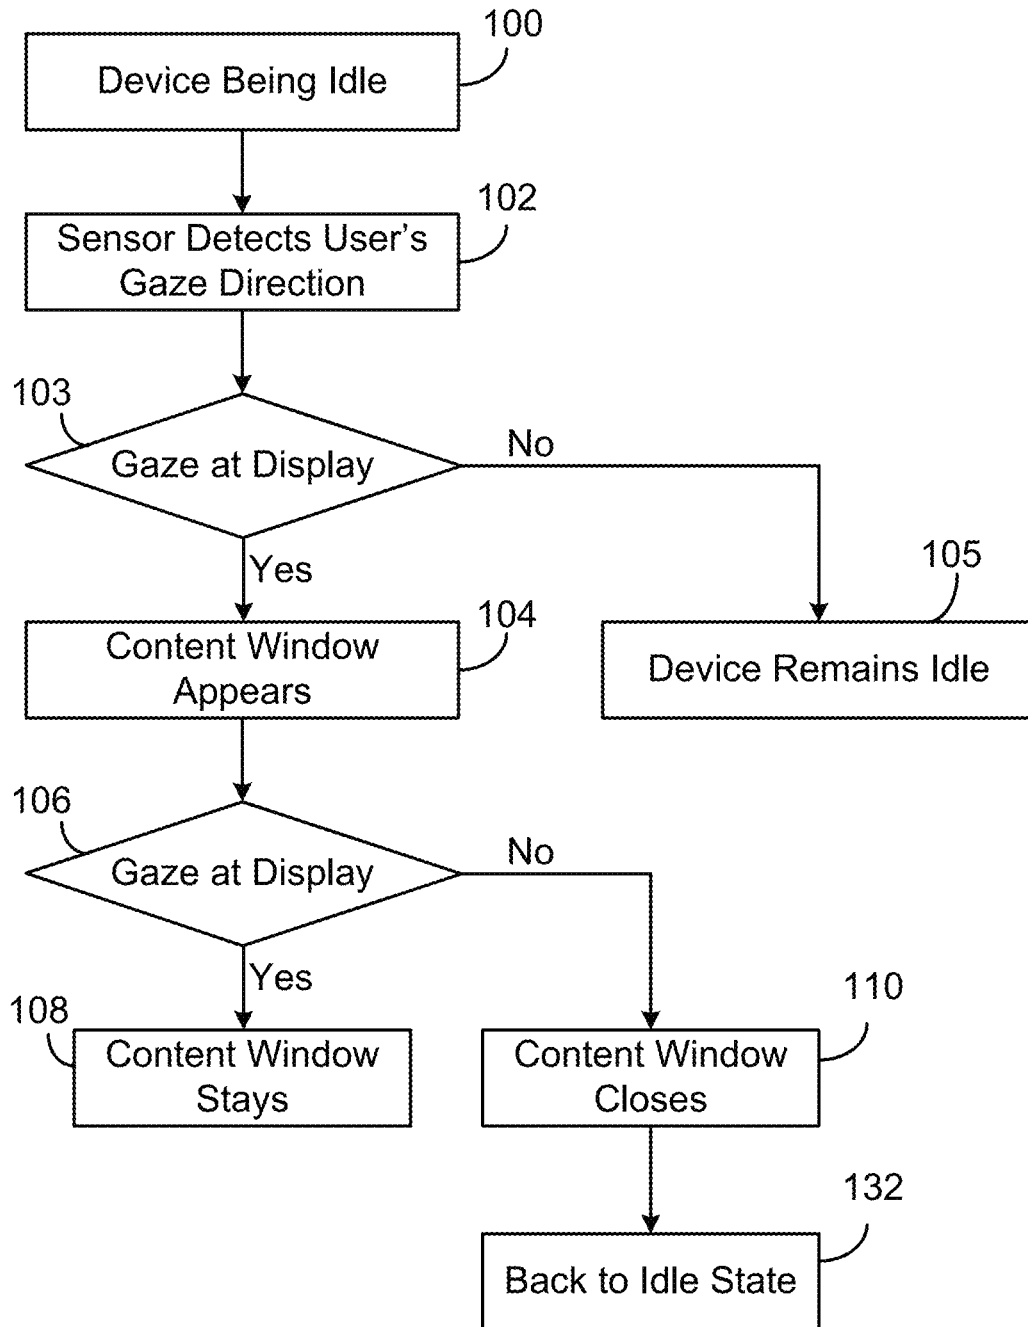 100
Device Being Idle
102
Sensor Detects User's
Gaze Direction
103
Gaze at Display
No
Yes
105
104
Content Window
Appears
Device Remains Idle
106
Gaze at Display
No
Yes
108
Content Window
Stays
110
Content Window
Closes
132
Back to Idle State